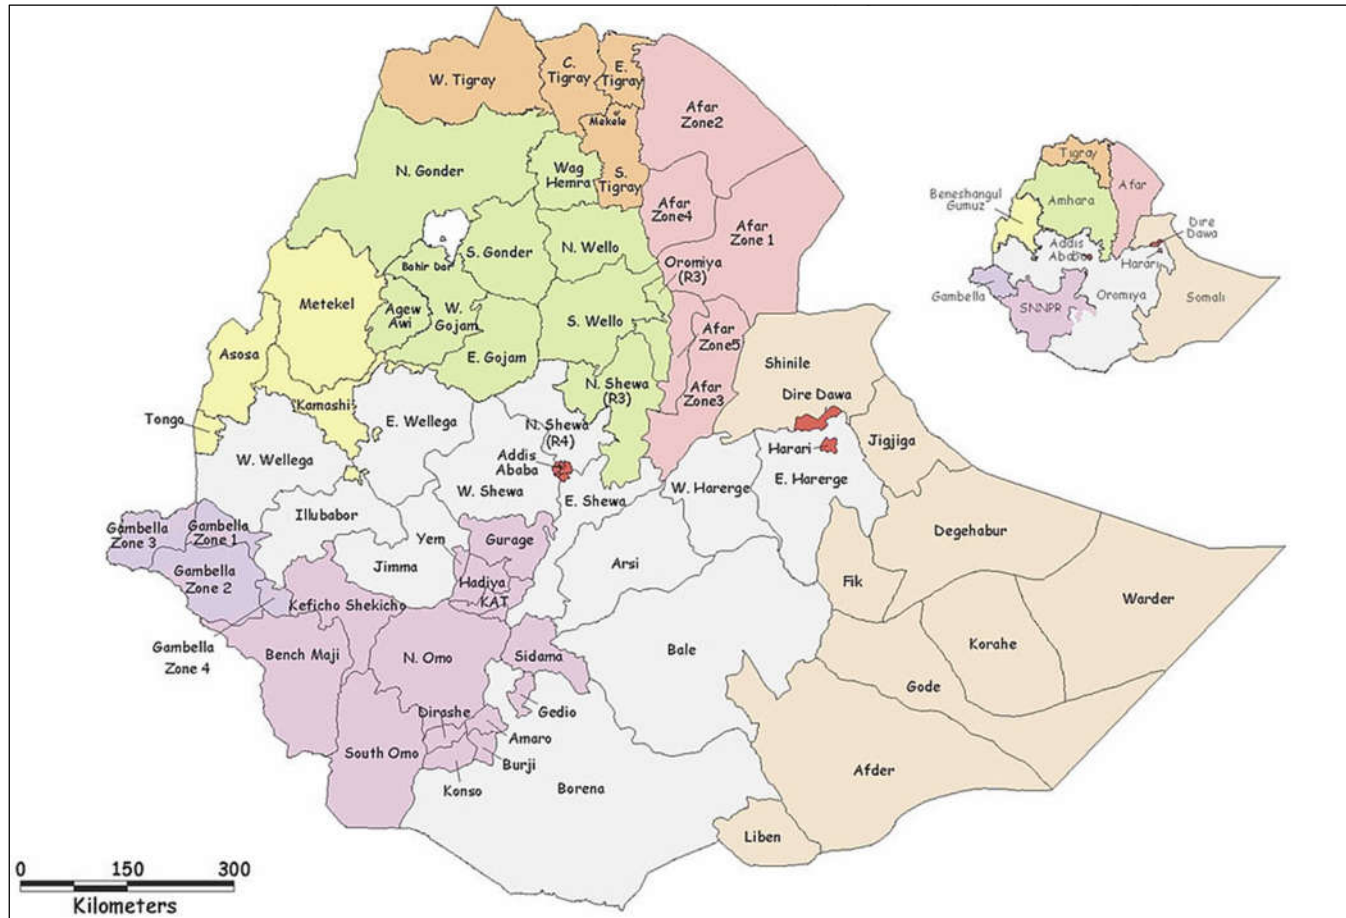 W. Tigray
C.
Tigray
E.
Tigray
Mekele
S.
Tigray
Afar
Zone2
N. Gonder
Wag
Hemra
Afar
Zone4
Afar
Zone 1
S. Gonder
N. Wello
Oromiya
(R3)
Bahir Dar
Metekel
Agew
Awi
W.
Gojam
S. Wello
Afar
Zone5
E. Gojam
Asosa
Shinile
N. Shewa
(R3)
Afar
Zone3
Dire Dawa
Kamashi
Tongo
E. Wellega
N. Shewa
(R4)
Jigjiga
Harari
W. Wellega
Addis
Ababa
W. Shewa
E. Shewa
W. Harerge
E. Harerge
Illubabor
Gambella
Zone 3
Gambella
Zone 1
Degehabur
Yem
Gurage
Jimma
Arsi
Gambella
Zone 2
Hadiya
KAT
Fik
Keficho Shekicho
Warder
Gambella
Zone 4
Bench Maji
N. Omo
Sidama
Bale
Korahe
Gode
Gedio
Dirashe
Amaro
South Omo
Burji
Konso
Borena
Afder
Liben
Tigray
Beneshangul
Gumuz
Amhara
Afar
Dire
Dawa
Addis
Ababa
Harari
Gambella
Oromiya
Somali
SNNPR
0 150 300
Kilometers